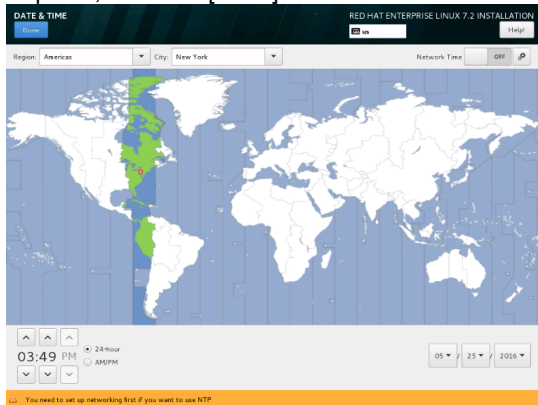 DATE & TIME
RED HAT ENTERPRISE LINUX 7.2 INSTALLATION
Done
us
Help!
Region: Americas City: New York Network Time OFF
03:49 PM
24-hour
AM/PM
05 / 25 / 2016
You need to set up networking first if you want to use NTP